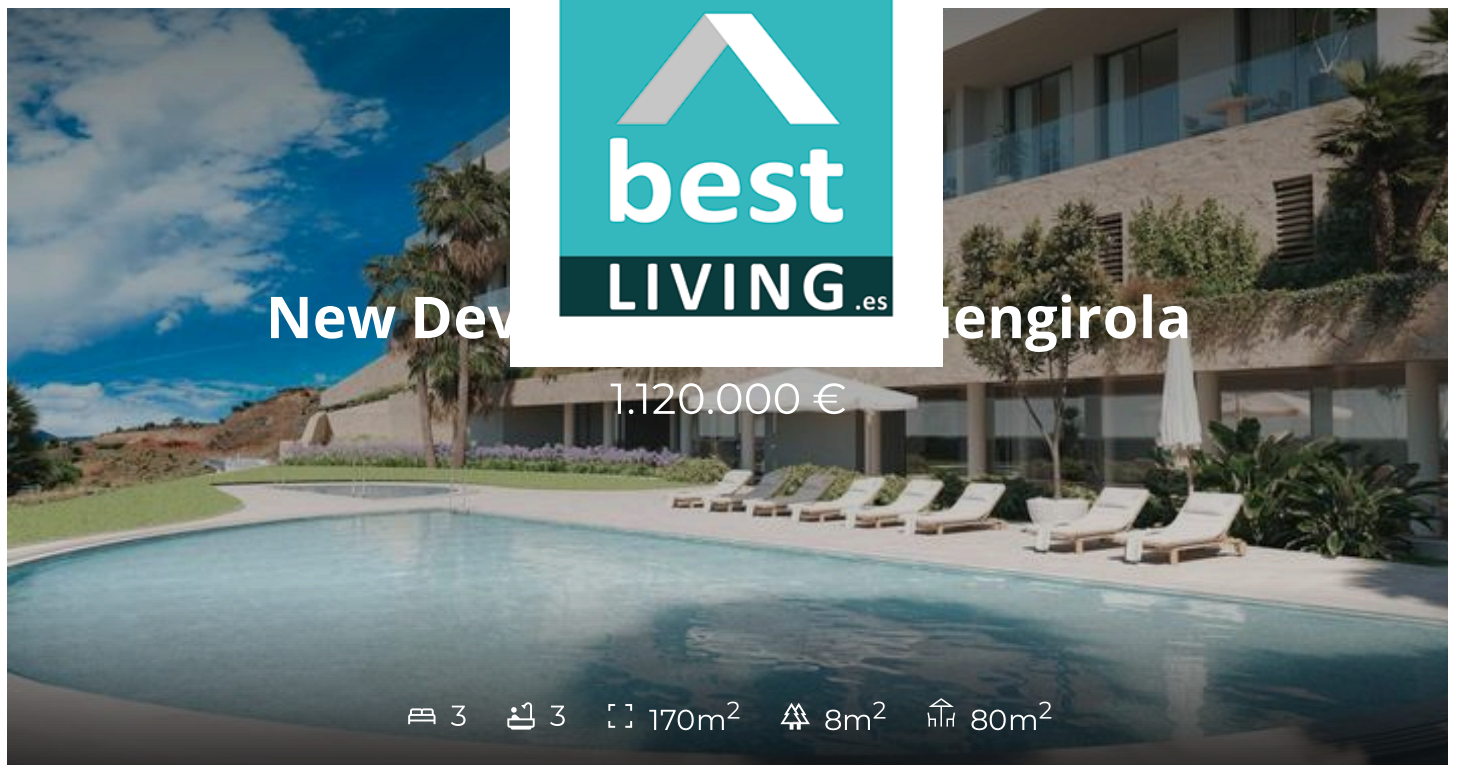 best
LIVING.es
New Dev uengirola
1.120.000 €
3 3 170m² 8m² 80m²